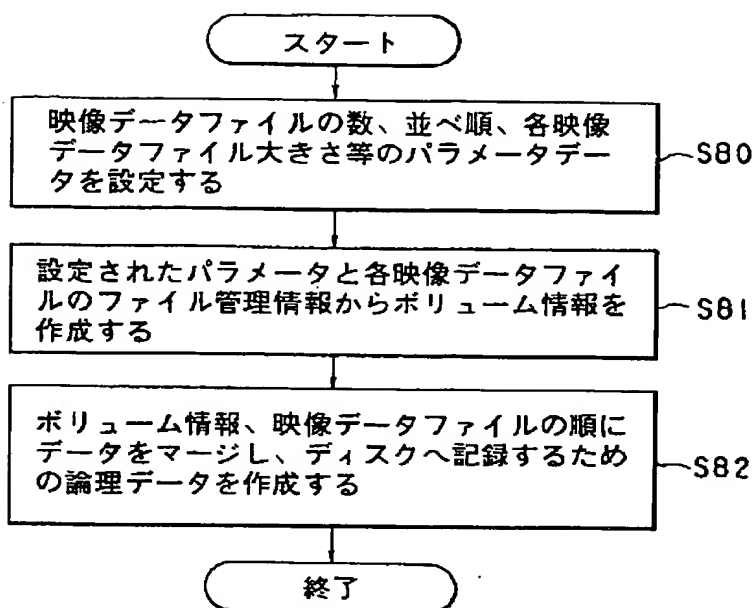 スタート
映像データファイルの数、並べ順、各映像
データファイル大きさ等のパラメータデー
タを設定する
S80
設定されたパラメータと各映像データファイ
ルのファイル管理情報からボリューム情報を
作成する
S81
ボリューム情報、映像データファイルの順に
データをマージし、ディスクへ記録するため
の論理データを作成する
S82
終了